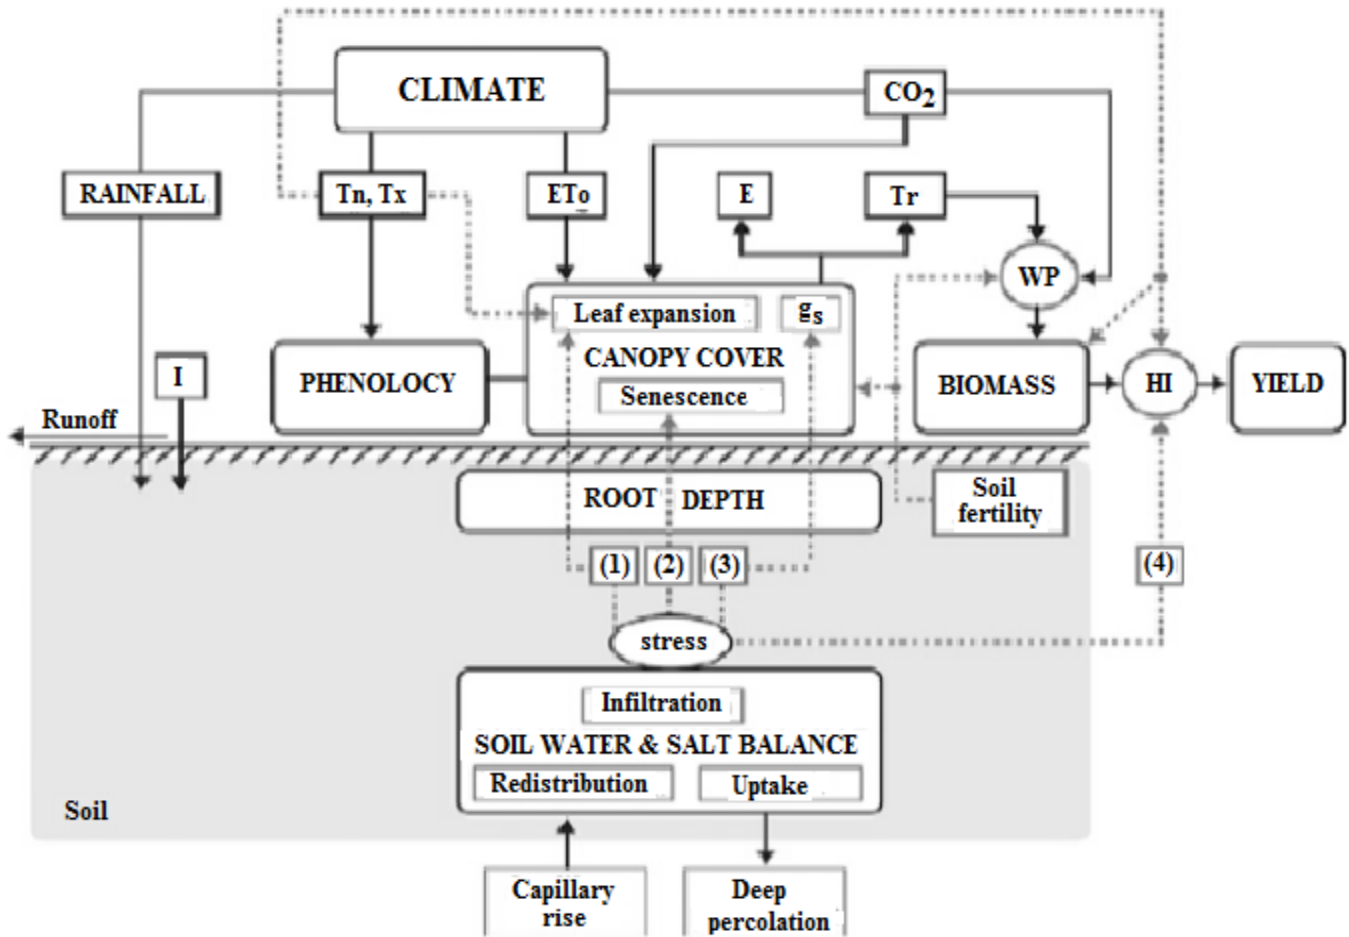 CLIMATE
CO2
RAINFALL
Tn, Tx
ETo
E
Tr
WP
Leaf expansion
gs
CANOPY COVER
Senescence
PHENOLOCY
I
BIOMASS
HI
YIELD
Runoff
ROOT DEPTH
Soil
fertility
(1)
(2)
(3)
(4)
stress
Infiltration
SOIL WATER & SALT BALANCE
Redistribution
Uptake
Soil
Capillary
rise
Deep
percolation